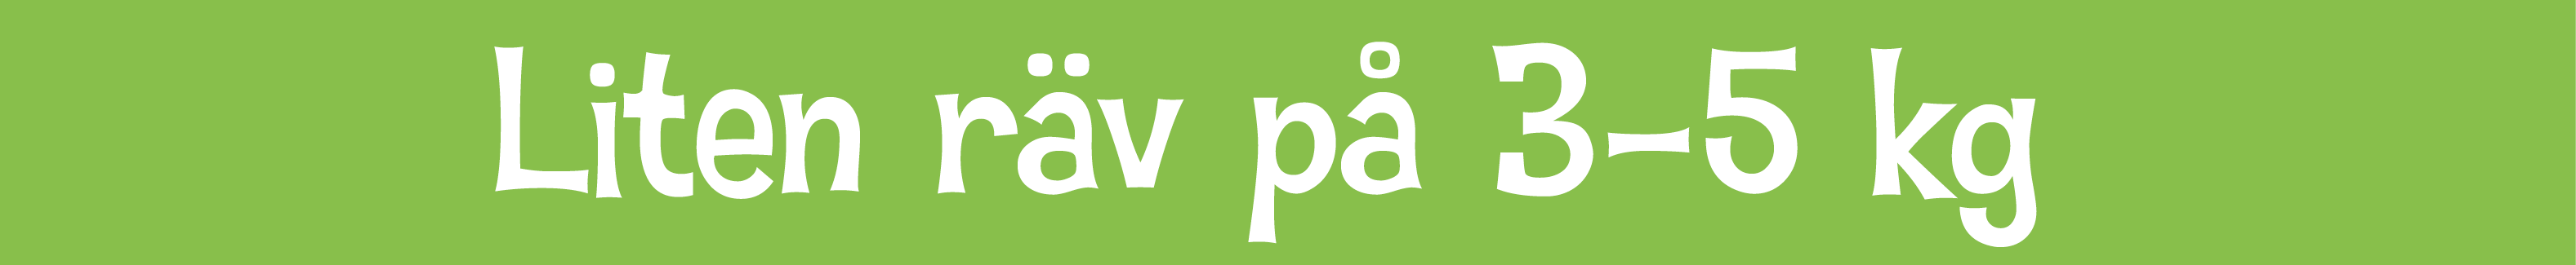 Liten räv på 3–5 kg